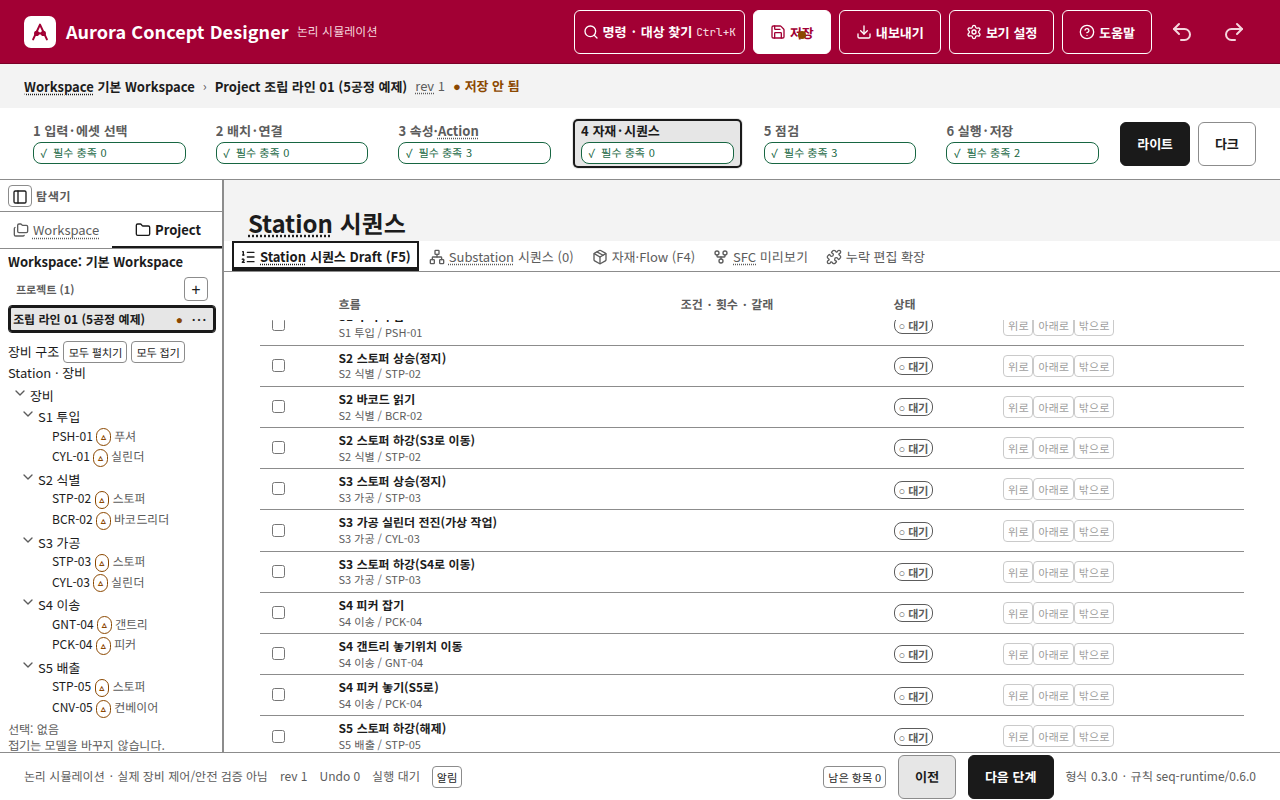 Aurora Concept Designer 논리 시뮬레이션
명령 · 대상 찾기 Ctrl+K
내보내기
보기 설정
도움말
Workspace 기본 Workspace › Project 조립 라인 01 (5공정 예제) rev 1 ● 저장 안 됨
1 입력·에셋 선택
✓ 필수 충족 0
2 배치·연결
✓ 필수 충족 0
3 속성·Action
✓ 필수 충족 3
4 자재·시퀀스
✓ 필수 충족 0
5 점검
✓ 필수 충족 3
6 실행·저장
✓ 필수 충족 2
라이트
다크
탐색기
Workspace
Project
Workspace: 기본 Workspace
프로젝트 (1)
+
조립 라인 01 (5공정 예제) ● ···
장비 구조 모두 펼치기 모두 접기
Station · 장비
장비
S1 투입
PSH-01 푸셔
CYL-01 실린더
S2 식별
STP-02 스토퍼
BCR-02 바코드리더
S3 가공
STP-03 스토퍼
CYL-03 실린더
S4 이송
GNT-04 갠트리
PCK-04 피커
S5 배출
STP-05 스토퍼
CNV-05 컨베이어
선택: 없음
접기는 모델을 바꾸지 않습니다.
Station 시퀀스
Station 시퀀스 Draft (F5)
Substation 시퀀스 (0)
자재·Flow (F4)
SFC 미리보기
누락 편집 확장
흐름 조건 · 횟수 · 갈래 상태
S1 투입 / PSH-01 ○ 대기 위로 아래로 밖으로
S2 스토퍼 상승(정지)
S2 식별 / STP-02 ○ 대기 위로 아래로 밖으로
S2 바코드 읽기
S2 식별 / BCR-02 ○ 대기 위로 아래로 밖으로
S2 스토퍼 하강(S3로 이동)
S2 식별 / STP-02 ○ 대기 위로 아래로 밖으로
S3 스토퍼 상승(정지)
S3 가공 / STP-03 ○ 대기 위로 아래로 밖으로
S3 가공 실린더 전진(가상 작업)
S3 가공 / CYL-03 ○ 대기 위로 아래로 밖으로
S3 스토퍼 하강(S4로 이동)
S3 가공 / STP-03 ○ 대기 위로 아래로 밖으로
S4 피커 잡기
S4 이송 / PCK-04 ○ 대기 위로 아래로 밖으로
S4 갠트리 놓기위치 이동
S4 이송 / GNT-04 ○ 대기 위로 아래로 밖으로
S4 피커 놓기(S5로)
S4 이송 / PCK-04 ○ 대기 위로 아래로 밖으로
S5 스토퍼 하강(해제)
S5 배출 / STP-05 ○ 대기 위로 아래로 밖으로
논리 시뮬레이션 · 실제 장비 제어/안전 검증 아님 rev 1 Undo 0 실행 대기 알림
남은 항목 0
이전
다음 단계
형식 0.3.0 · 규칙 seq-runtime/0.6.0